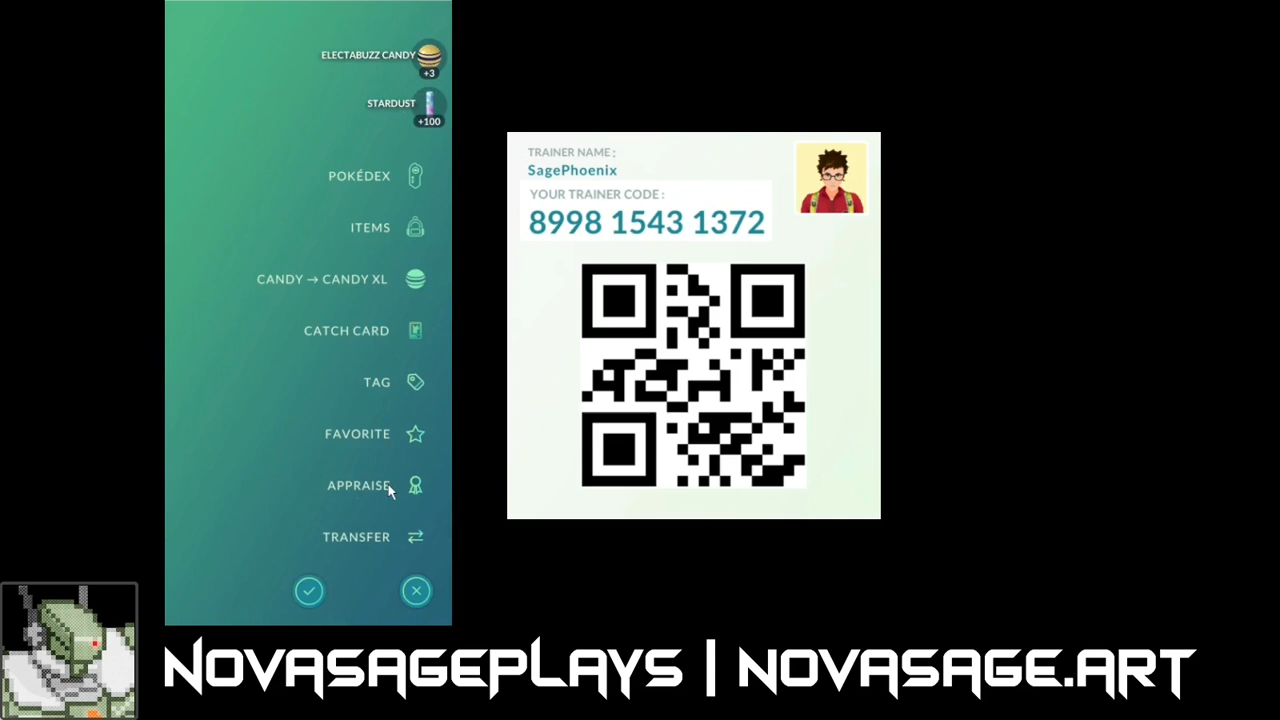 ELECTABUZZ CANDY
+3
STARDUST
+100
POKÉDEX
ITEMS
CANDY → CANDY XL
CATCH CARD
TAG
FAVORITE
APPRAISE
TRANSFER
TRAINER NAME :
SagePhoenix
YOUR TRAINER CODE :
8998 1543 1372
NOVASAGEPLAYS | NOVASAGE.ART